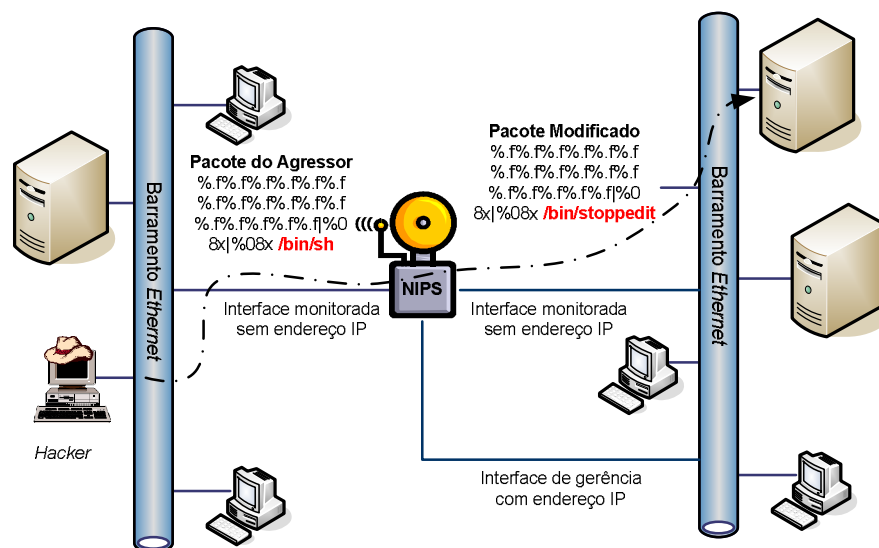 Pacote do Agressor
%.f%.f%.f%.f%.f%.f%.f
%.f%.f%.f%.f%.f%.f%.f
%.f%.f%.f%.f%.f%.f|%0
8x|%08x /bin/sh
Pacote Modificado
%.f%.f%.f%.f%.f%.f%.f
%.f%.f%.f%.f%.f%.f%.f
%.f%.f%.f%.f%.f%.f|%0
8x|%08x /bin/stoppedit
Barramento Ethernet
Barramento Ethernet
NIPS
Interface monitorada
sem endereço IP
Interface monitorada
sem endereço IP
Hacker
Interface de gerência
com endereço IP